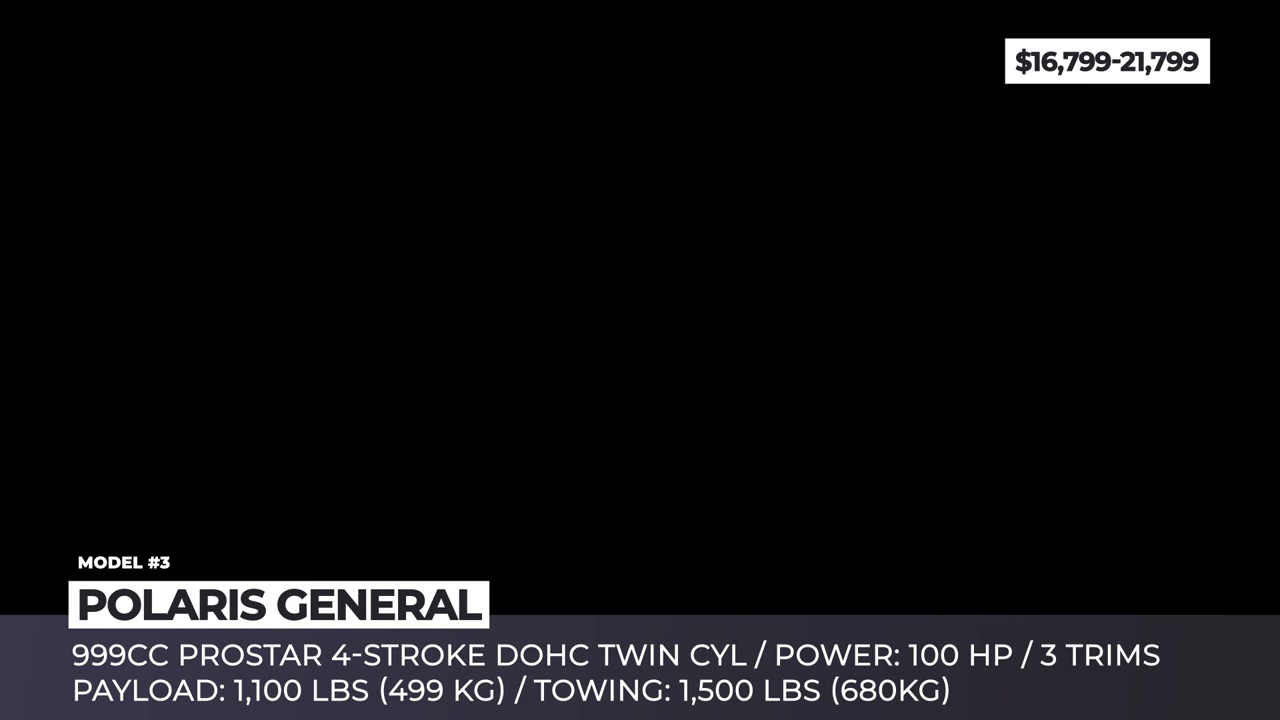 $16,799-21,799
MODEL #3
POLARIS GENERAL
999CC PROSTAR 4-STROKE DOHC TWIN CYL / POWER: 100 HP / 3 TRIMS
PAYLOAD: 1,100 LBS (499 KG) / TOWING: 1,500 LBS (680KG)